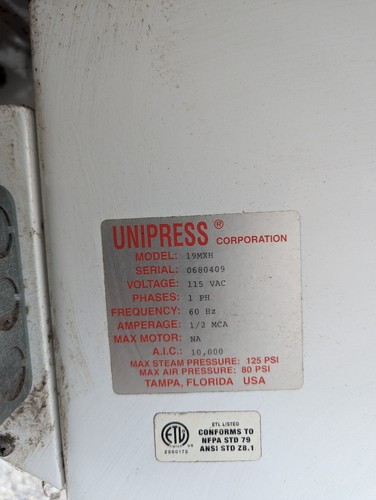 UNIPRESS ® CORPORATION
MODEL: 19MXH
SERIAL: 0680409
VOLTAGE: 115 VAC
PHASES: 1 PH
FREQUENCY: 60 Hz
AMPERAGE: 1/2 MCA
MAX MOTOR: NA
A.I.C: 10,000
MAX STEAM PRESSURE: 125 PSI
MAX AIR PRESSURE: 80 PSI
TAMPA, FLORIDA USA
ETL LISTED
CONFORMS TO
NFPA STD 79
ANSI STD Z8.1
ETL